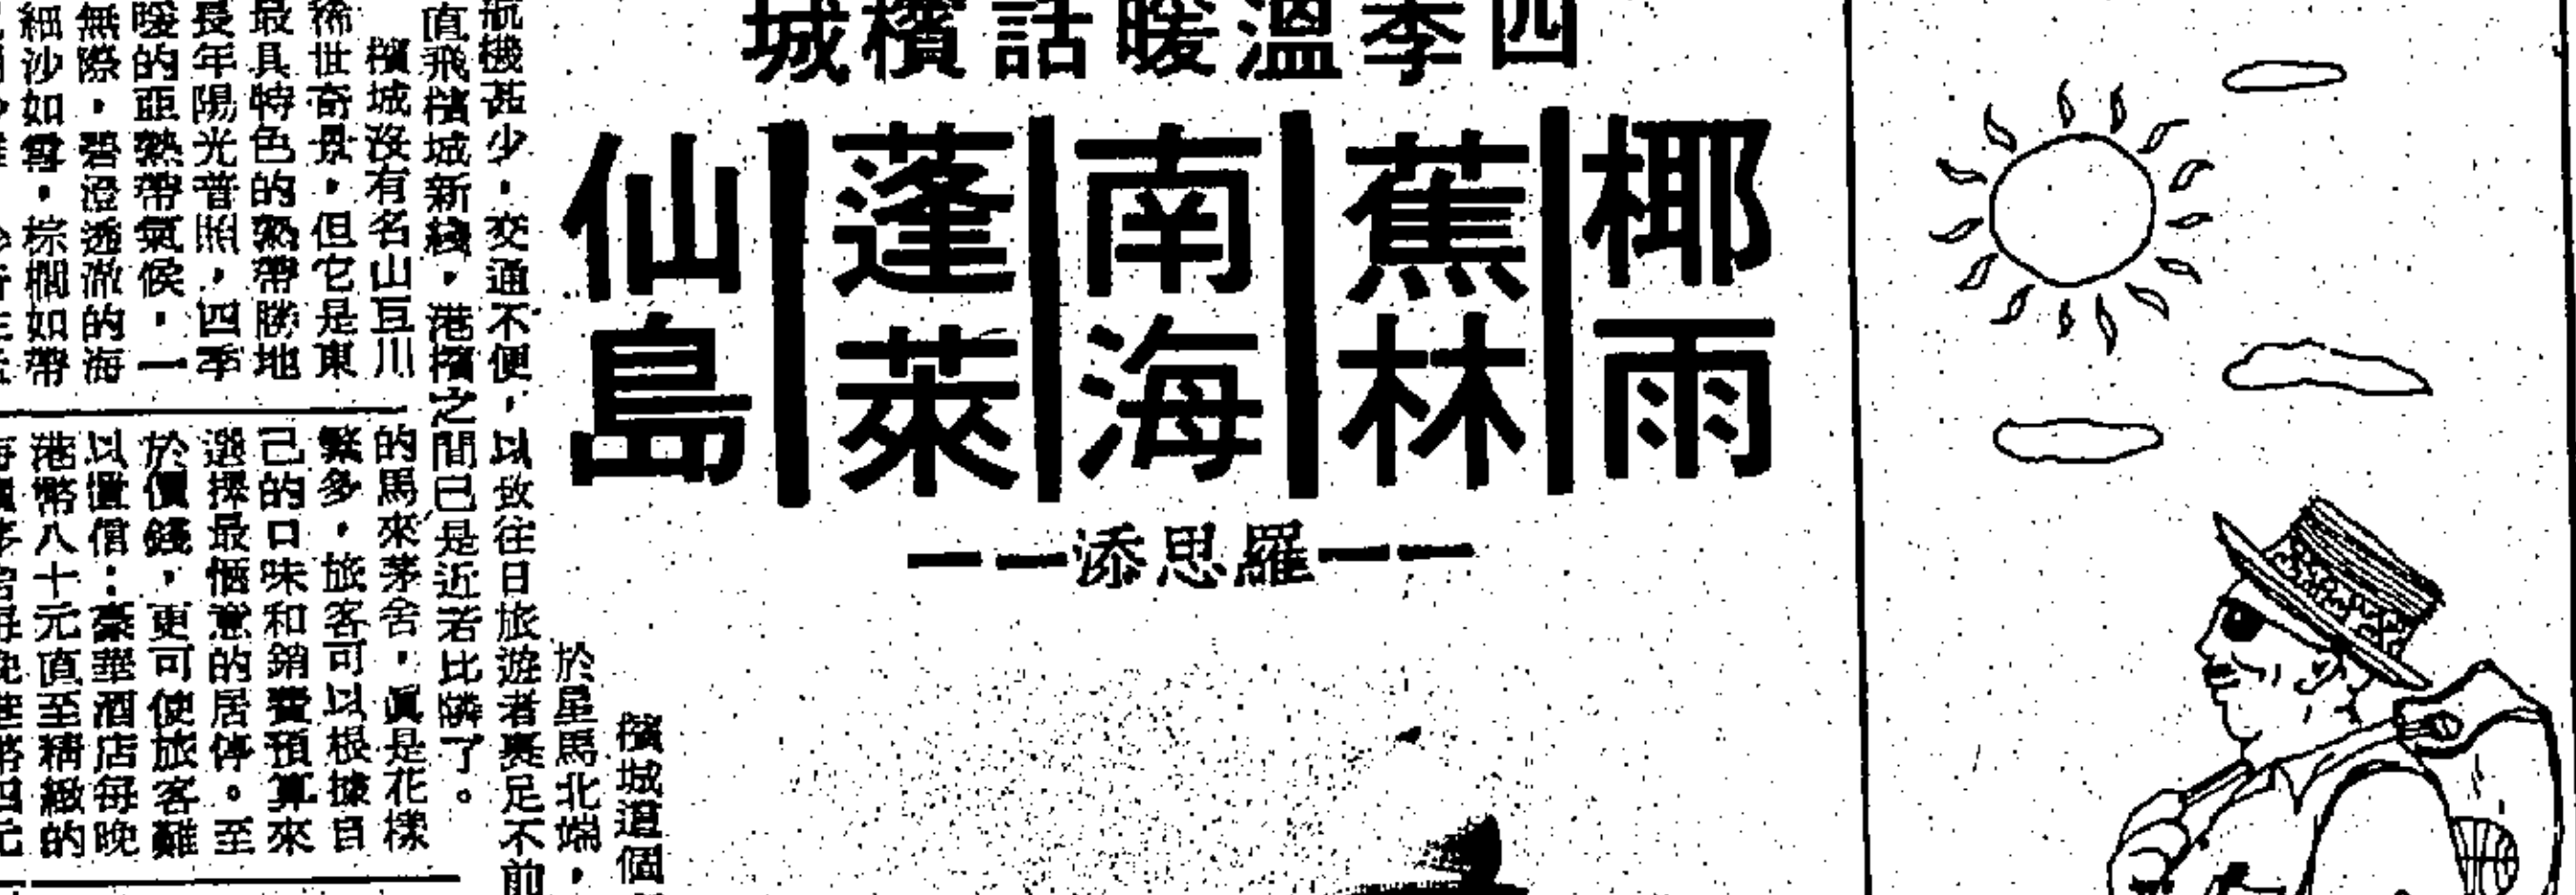 四季溫暖話檳城
椰雨
蕉林
南海
蓬萊
仙島
——羅思添——
檳城這個
於星馬北端，
航機甚少，交通不便，以致往日旅遊者裹足不前
直飛檳城新綫，港檳之間已是近若比隣了。
檳城沒有名山巨川
稀世奇景，但它是東
最具特色的熱帶勝地
長年陽光普照，四季
暖的亞熱帶氣候，一
無際，碧澄透澈的海
細沙如雪，棕櫚如帶
的馬來茅舍，眞是花樣
繁多，旅客可以根據自
己的口味和銷費預算來
選擇最愜意的居停。至
於價錢，更可使旅客難
以置信：豪華酒店每晚
港幣八十元直至精緻的